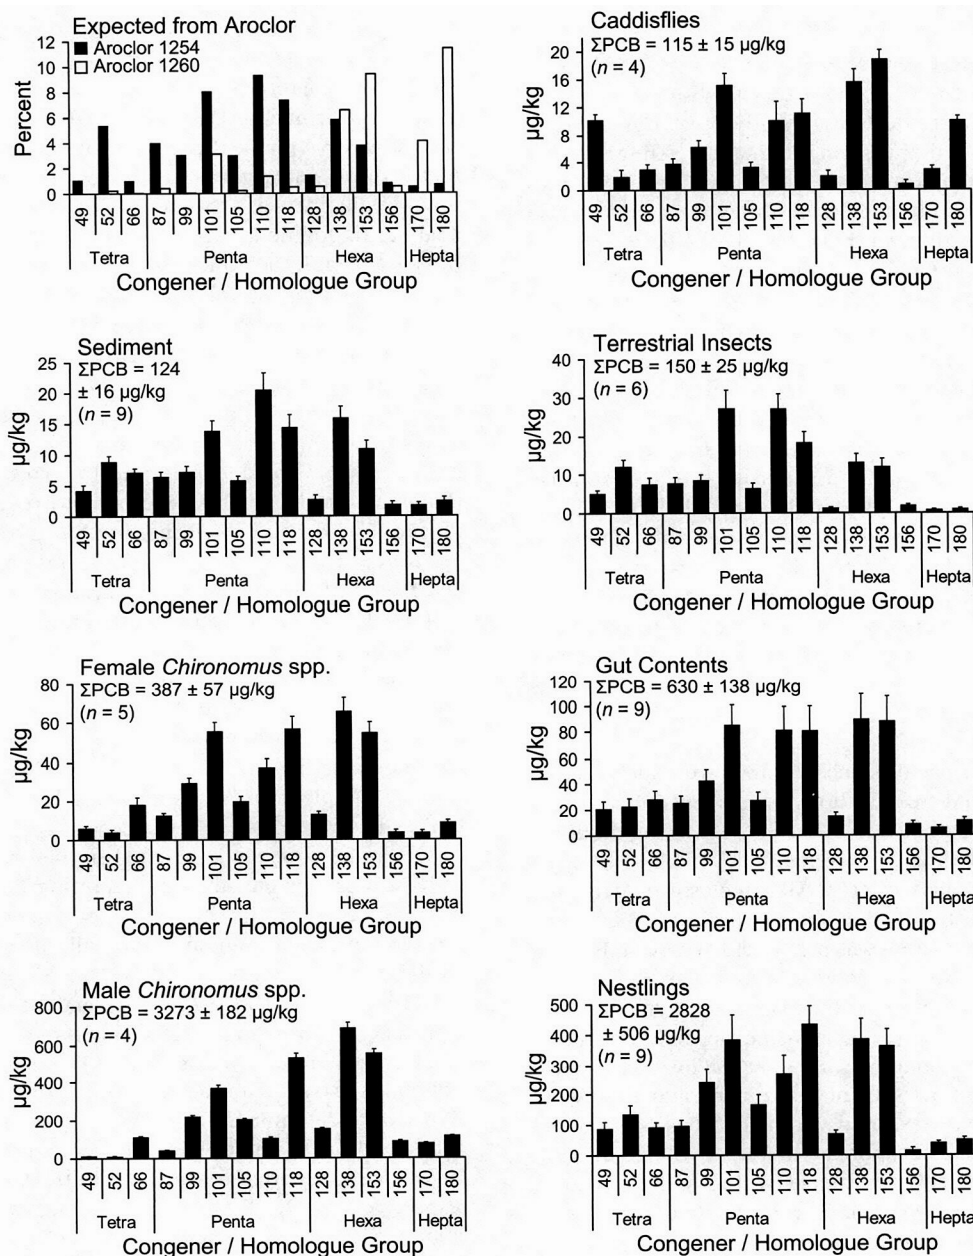 Expected from Aroclor
Aroclor 1254
Aroclor 1260
Percent
12
10
8
6
4
2
0
49 52 66 87 99 101 105 110 118 128 138 153 156 170 180
Tetra Penta Hexa Hepta
Congener / Homologue Group
Caddisflies
ΣPCB = 115 ± 15 µg/kg
(n = 4)
µg/kg
20
16
12
8
4
0
49 52 66 87 99 101 105 110 118 128 138 153 156 170 180
Tetra Penta Hexa Hepta
Congener / Homologue Group
Sediment
ΣPCB = 124
± 16 µg/kg
(n = 9)
µg/kg
25
20
15
10
5
0
49 52 66 87 99 101 105 110 118 128 138 153 156 170 180
Tetra Penta Hexa Hepta
Congener / Homologue Group
Terrestrial Insects
ΣPCB = 150 ± 25 µg/kg
(n = 6)
µg/kg
40
30
20
10
0
49 52 66 87 99 101 105 110 118 128 138 153 156 170 180
Tetra Penta Hexa Hepta
Congener / Homologue Group
Female Chironomus spp.
ΣPCB = 387 ± 57 µg/kg
(n = 5)
µg/kg
80
60
40
20
0
49 52 66 87 99 101 105 110 118 128 138 153 156 170 180
Tetra Penta Hexa Hepta
Congener / Homologue Group
Gut Contents
ΣPCB = 630 ± 138 µg/kg
(n = 9)
µg/kg
120
100
80
60
40
20
0
49 52 66 87 99 101 105 110 118 128 138 153 156 170 180
Tetra Penta Hexa Hepta
Congener / Homologue Group
Male Chironomus spp.
ΣPCB = 3273 ± 182 µg/kg
(n = 4)
µg/kg
800
600
400
200
0
49 52 66 87 99 101 105 110 118 128 138 153 156 170 180
Tetra Penta Hexa Hepta
Congener / Homologue Group
Nestlings
ΣPCB = 2828
± 506 µg/kg
(n = 9)
µg/kg
500
400
300
200
100
0
49 52 66 87 99 101 105 110 118 128 138 153 156 170 180
Tetra Penta Hexa Hepta
Congener / Homologue Group